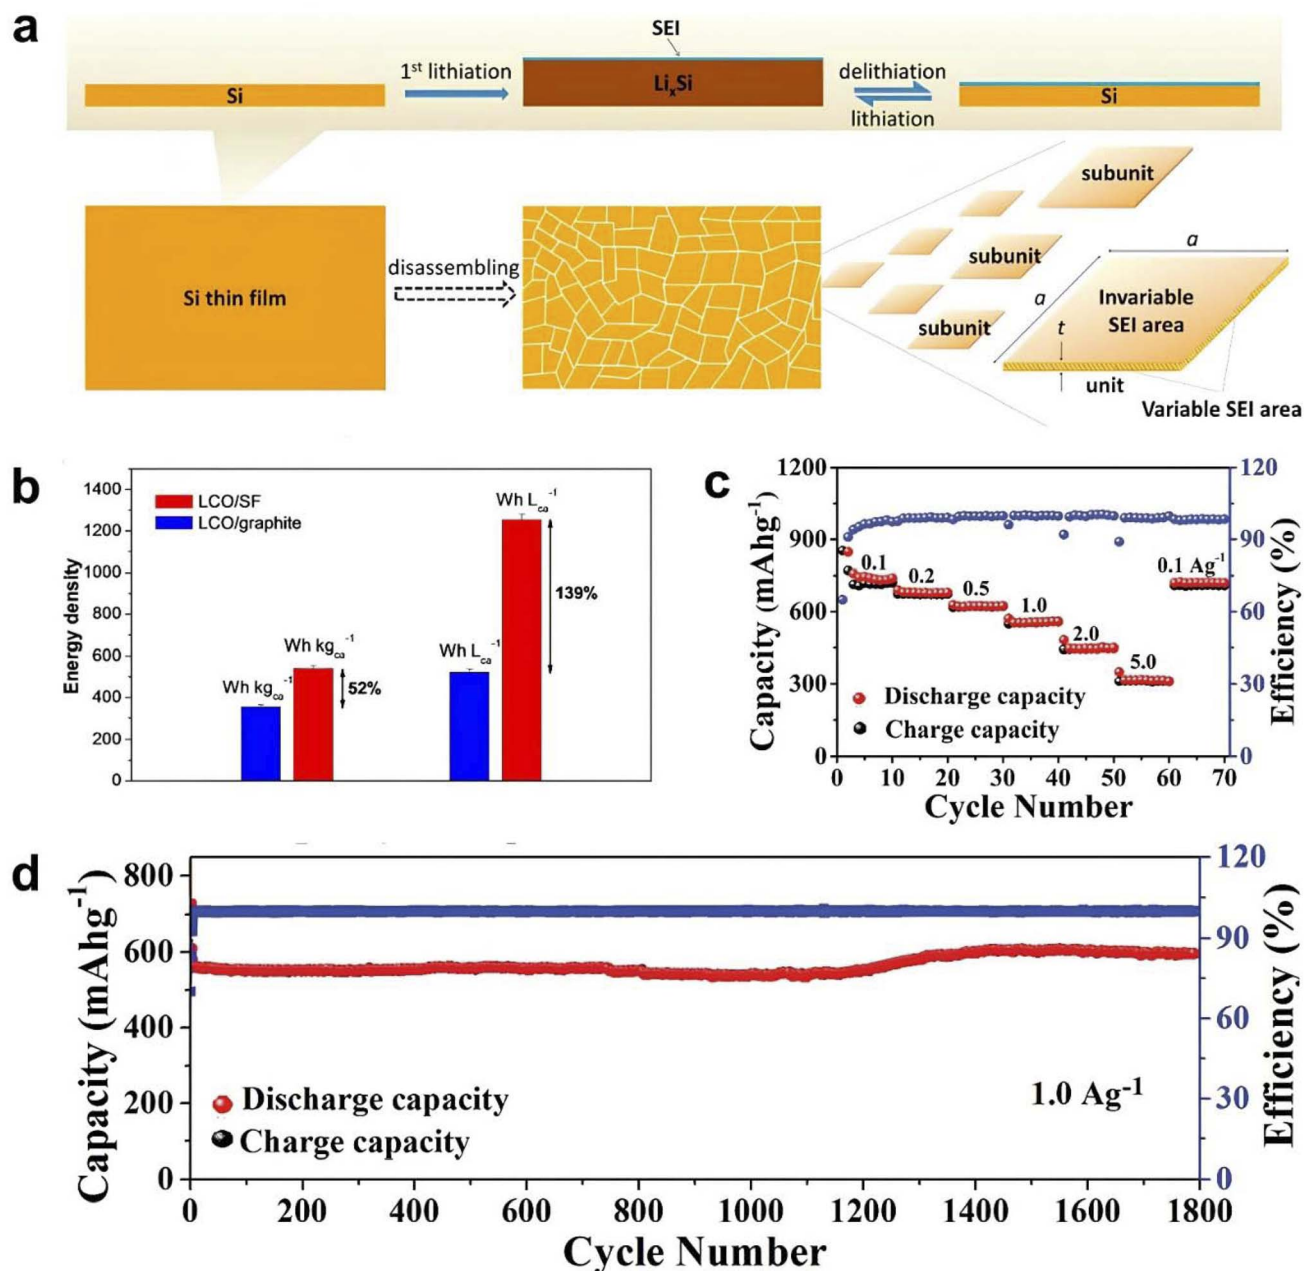 a
SEI
1st lithiation
Si
LixSi
delithiation
lithiation
Si
Si thin film
disassembling
subunit
subunit
subunit
a
a
t
Invariable
SEI area
unit
Variable SEI area
b
Energy density
1400
1200
1000
800
600
400
200
0
LCO/SF
LCO/graphite
Wh kgca-1
Wh kgca-1
52%
Wh Lca-1
Wh Lca-1
139%
c
Capacity (mAhg-1)
1200
900
600
300
0
0.1
0.2
0.5
1.0
2.0
5.0
0.1 Ag-1
Discharge capacity
Charge capacity
0 10 20 30 40 50 60 70
Cycle Number
120
90
60
30
0
Efficiency (%)
d
Capacity (mAhg-1)
800
600
400
200
0
Discharge capacity
Charge capacity
1.0 Ag-1
0 200 400 600 800 1000 1200 1400 1600 1800
Cycle Number
120
90
60
30
0
Efficiency (%)